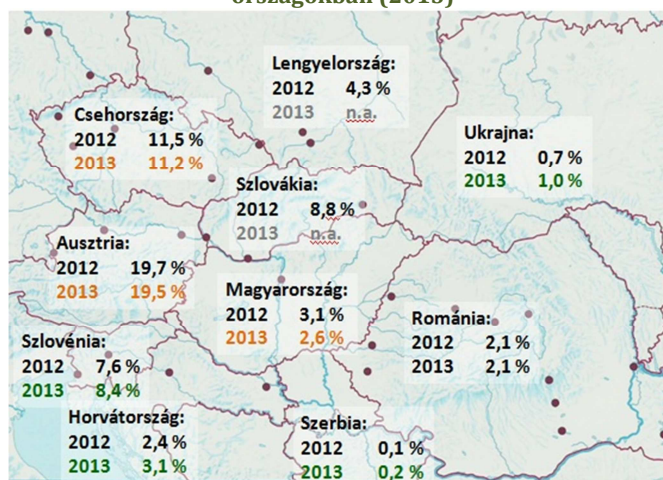 országokban (2013)
Lengyelország:
2012 4,3 %
2013 n.a.
Csehország:
2012 11,5 %
2013 11,2 %
Ukrajna:
2012 0,7 %
2013 1,0 %
Szlovákia:
2012 8,8 %
2013 n.a.
Ausztria:
2012 19,7 %
2013 19,5 %
Magyarország:
2012 3,1 %
2013 2,6 %
Románia:
2012 2,1 %
2013 2,1 %
Szlovénia:
2012 7,6 %
2013 8,4 %
Horvátország:
2012 2,4 %
2013 3,1 %
Szerbia:
2012 0,1 %
2013 0,2 %